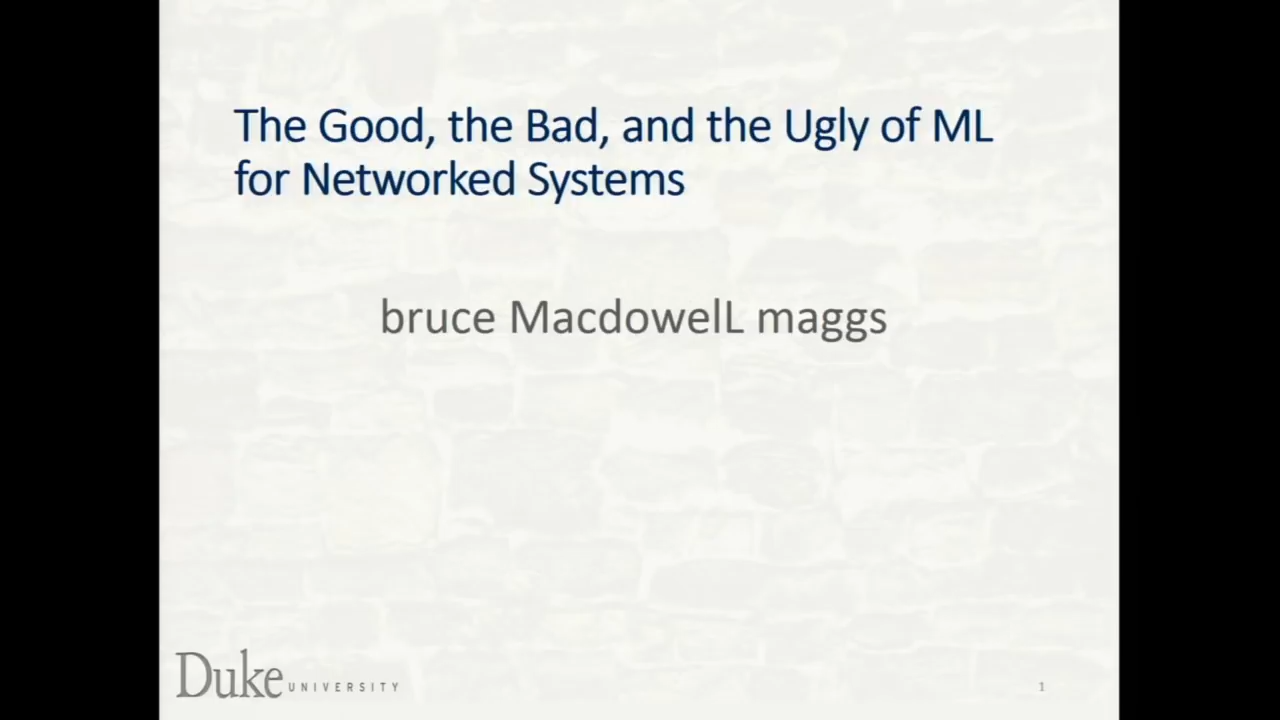 The Good, the Bad, and the Ugly of ML
for Networked Systems
bruce MacdowelL maggs
Duke UNIVERSITY
1